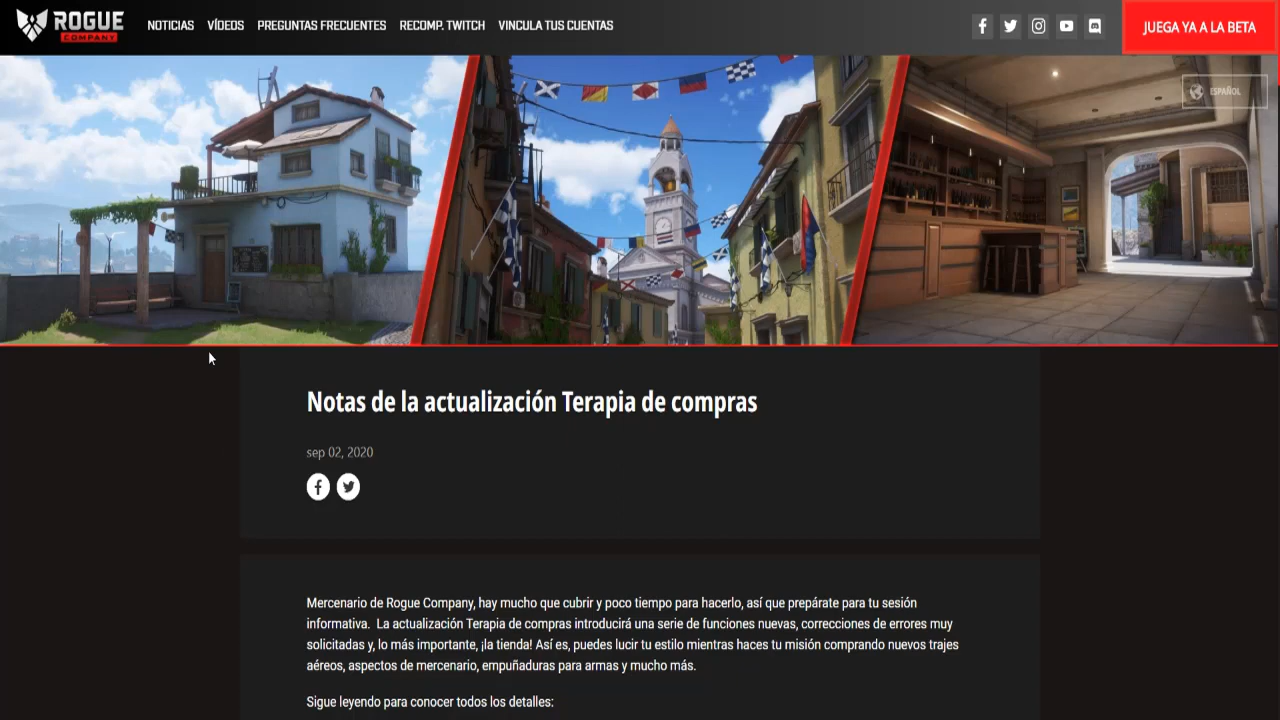 ROGUE
COMPANY
NOTICIAS
VÍDEOS
PREGUNTAS FRECUENTES
RECOMP. TWITCH
VINCULA TUS CUENTAS
JUEGA YA A LA BETA
ESPAÑOL
Notas de la actualización Terapia de compras
sep 02, 2020
Mercenario de Rogue Company, hay mucho que cubrir y poco tiempo para hacerlo, así que prepárate para tu sesión
informativa. La actualización Terapia de compras introducirá una serie de funciones nuevas, correcciones de errores muy
solicitadas y, lo más importante, ¡la tienda! Así es, puedes lucir tu estilo mientras haces tu misión comprando nuevos trajes
aéreos, aspectos de mercenario, empuñaduras para armas y mucho más.
Sigue leyendo para conocer todos los detalles: